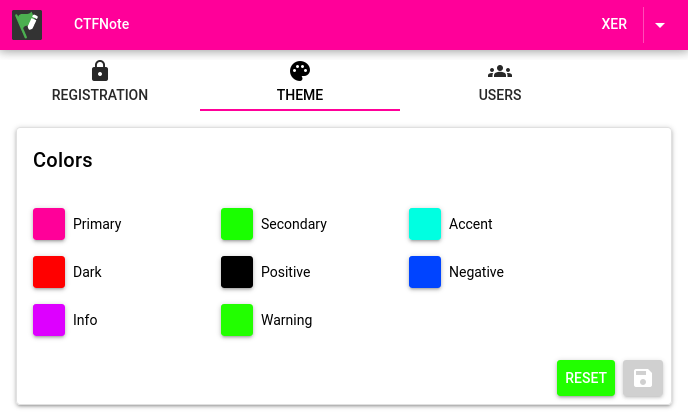 CTFNote XER
REGISTRATION THEME USERS
Colors
Primary Secondary Accent
Dark Positive Negative
Info Warning
RESET